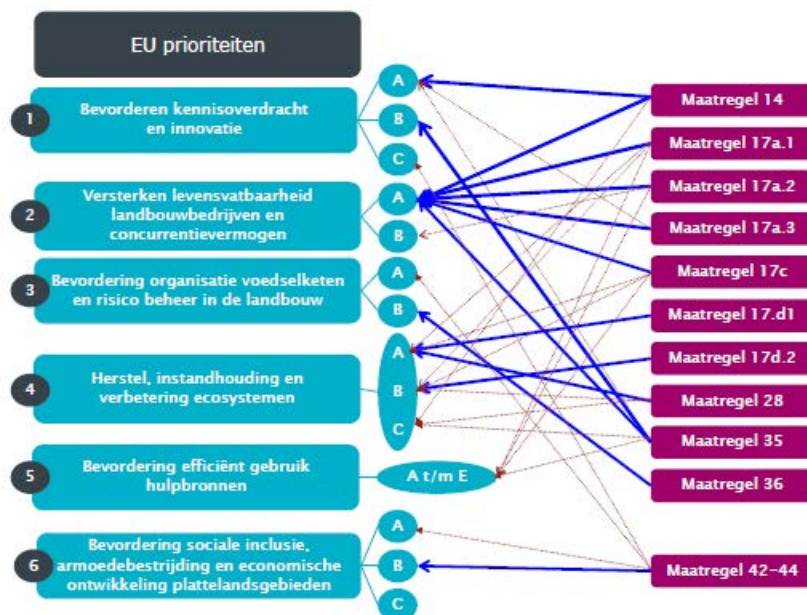 EU prioriteiten
1
Bevorderen kennisoverdracht
en innovatie
A
B
C
2
Versterken levensvatbaarheid
landbouwbedrijven en
concurrentievermogen
A
B
3
Bevordering organisatie voedselketen
en risico beheer in de landbouw
A
B
4
Herstel, instandhouding en
verbetering ecosystemen
A
B
C
5
Bevordering efficiënt gebruik
hulpbronnen
A t/m E
6
Bevordering sociale inclusie,
armoedebestrijding en economische
ontwikkeling plattelandsgebieden
A
B
C
Maatregel 14
Maatregel 17a.1
Maatregel 17a.2
Maatregel 17a.3
Maatregel 17c
Maatregel 17.d1
Maatregel 17d.2
Maatregel 28
Maatregel 35
Maatregel 36
Maatregel 42-44